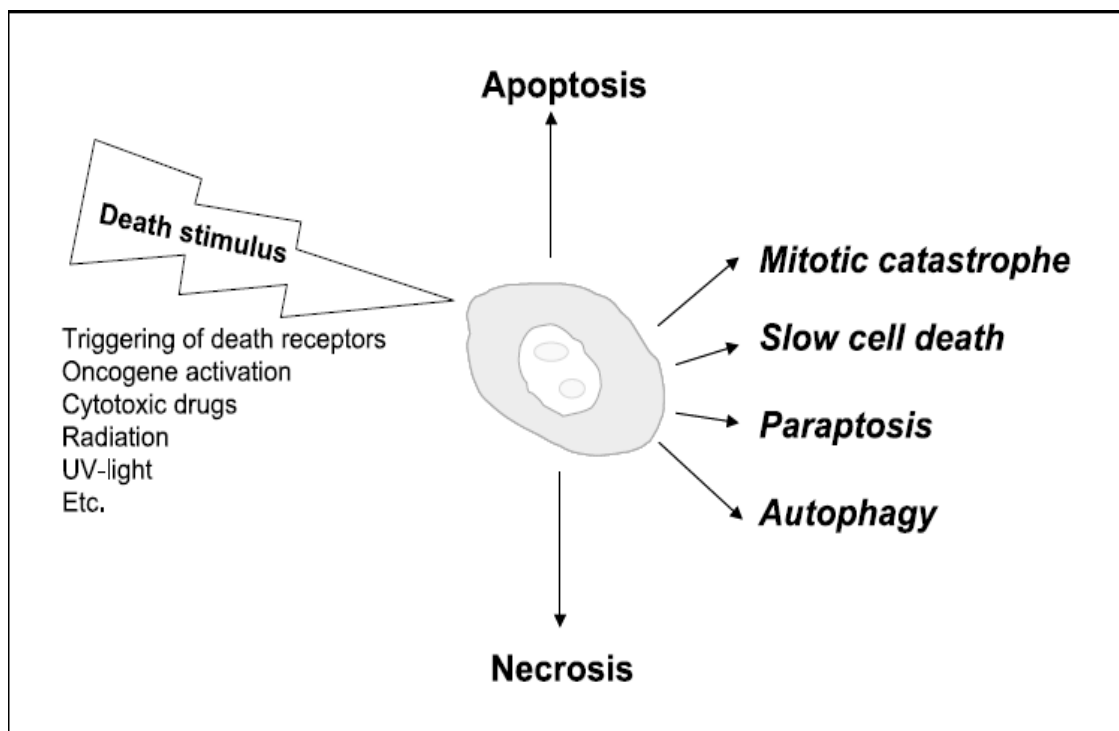 Apoptosis
Death stimulus
Triggering of death receptors
Oncogene activation
Cytotoxic drugs
Radiation
UV-light
Etc.
Mitotic catastrophe
Slow cell death
Paraptosis
Autophagy
Necrosis